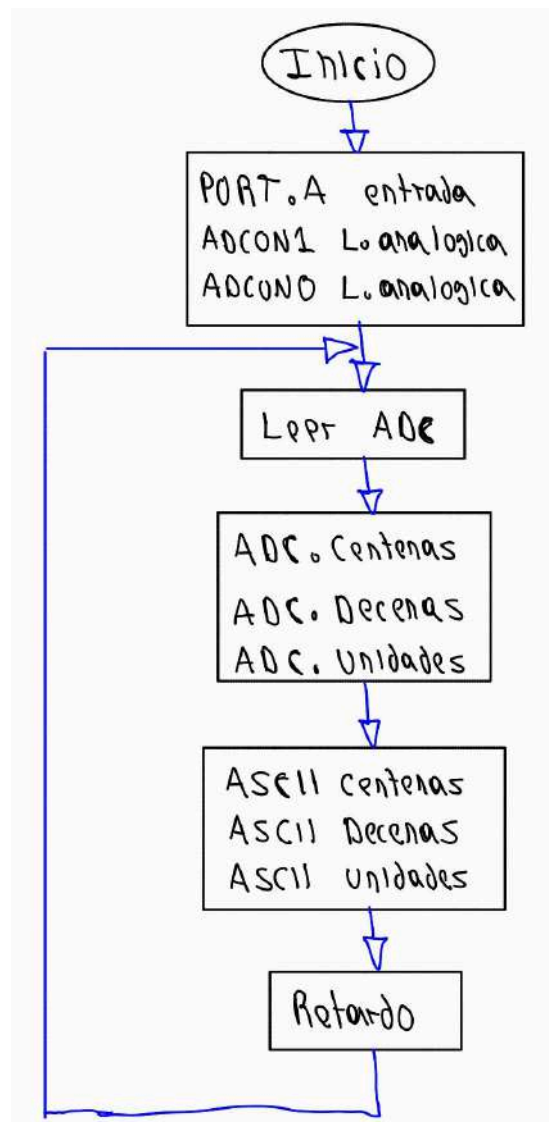 Inicio
PORT.A entrada
ADCON1 L.analogica
ADCON0 L.analogica
Leer ADC
ADC.Centenas
ADC.Decenas
ADC.Unidades
ASCII Centenas
ASCII Decenas
ASCII Unidades
Retardo